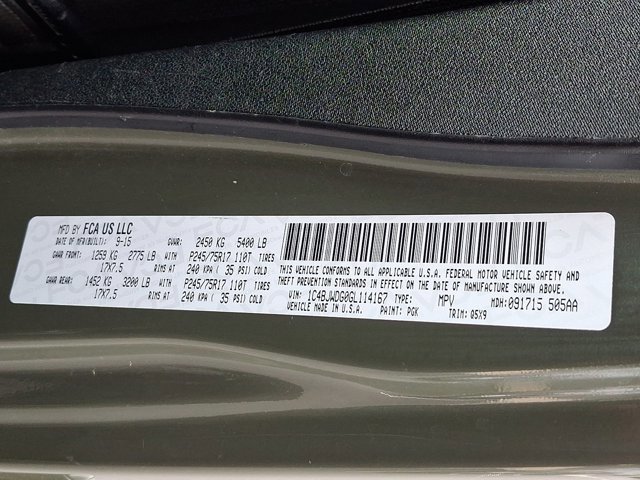 MFD BY FCA US LLC
DATE OF MFR(BUILT): 9-15 GVWR: 2450 KG 5400 LB
GAWR FRONT: 1259 KG 2775 LB WITH P245/75R17 110T TIRES
17X7.5 RIMS AT 240 KPA ( 35 PSI) COLD
GAWR REAR: 1452 KG 3200 LB WITH P245/75R17 110T TIRES
17X7.5 RIMS AT 240 KPA ( 35 PSI) COLD
THIS VEHICLE CONFORMS TO ALL APPLICABLE U.S.A. FEDERAL MOTOR VEHICLE SAFETY AND
THEFT PREVENTION STANDARDS IN EFFECT ON THE DATE OF MANUFACTURE SHOWN ABOVE.
VIN: 1C4BJWDG0GL114167 TYPE: MPV MDH: 091715 505AA
VEHICLE MADE IN U.S.A. PAINT: PGK TRIM: Q5X9